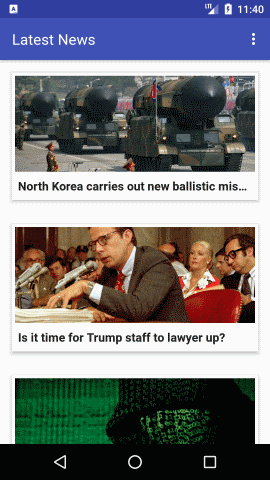 LTE 11:40
Latest News
North Korea carries out new ballistic mis...
Is it time for Trump staff to lawyer up?